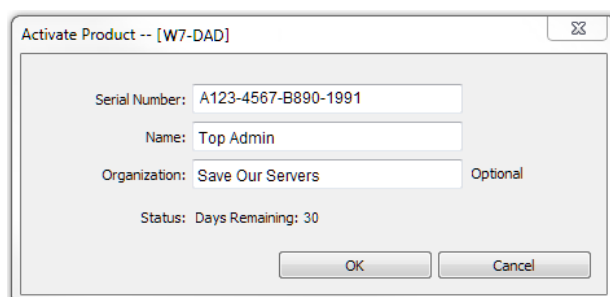 Activate Product -- [W7-DAD]
Serial Number: A123-4567-B890-1991
Name: Top Admin
Organization: Save Our Servers Optional
Status: Days Remaining: 30
OK Cancel